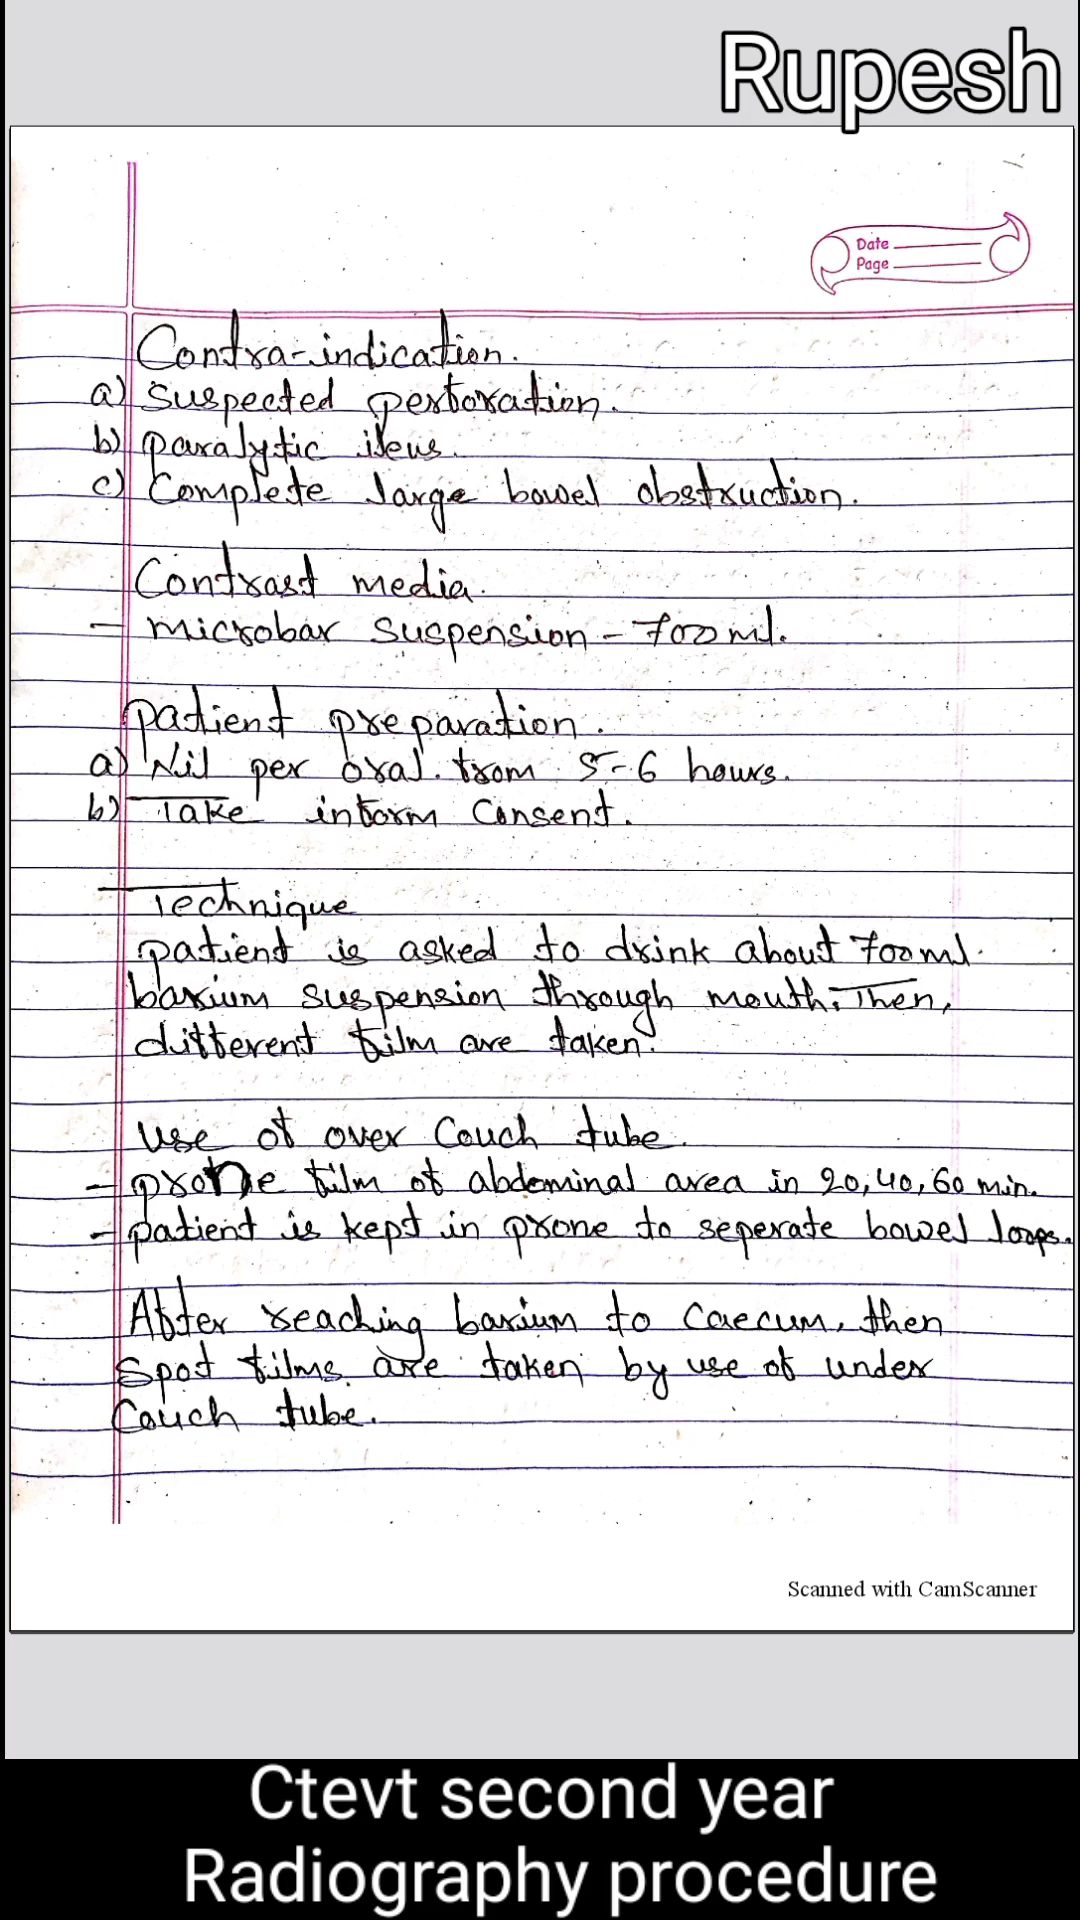 Rupesh
Date
Page
Contra-indication.
a) Suspected perforation.
b) paralytic ileus.
c) Complete large bowel obstruction.
Contrast media.
- microbar suspension - 700 ml.
patient preparation.
a) Nil per oral. from 5-6 hours.
b) Take inform Consent.
Technique
patient is asked to drink about 700 ml.
barium suspension through mouth. Then,
different film are taken.
Use of over Couch tube.
- prone film of abdominal area in 20, 40, 60 min.
- patient is kept in prone to seperate bowel loops.
After reaching barium to caecum, then
spot films are taken by use of under
Couch tube.
Scanned with CamScanner
Ctevt second year
Radiography procedure